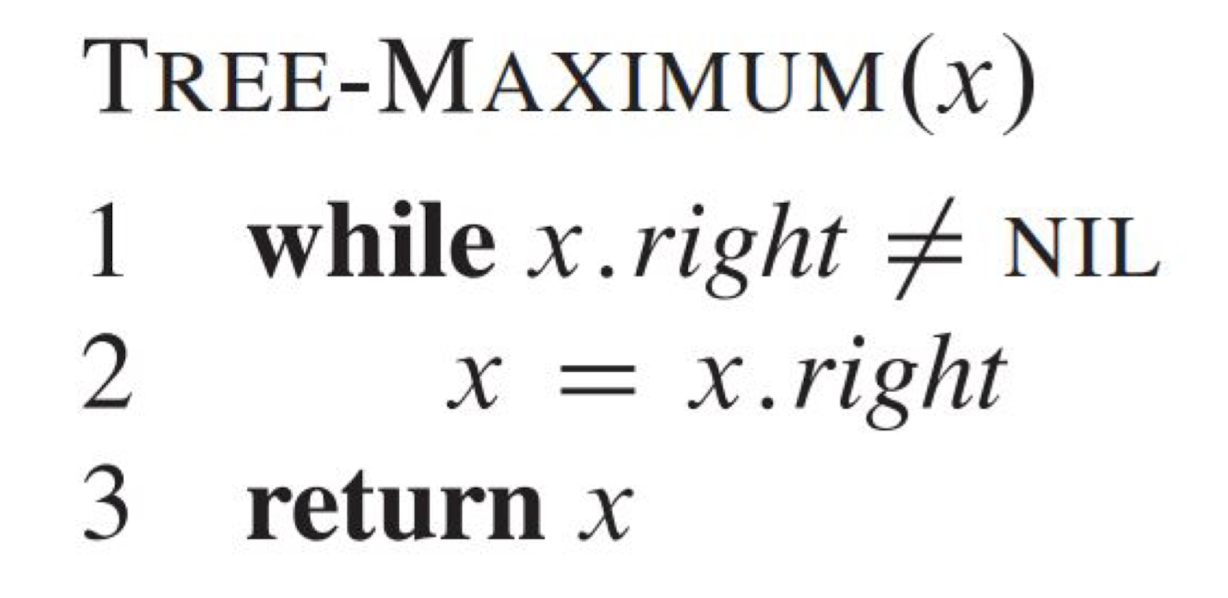 TREE-MAXIMUM(x)
1 while x.right ≠ NIL
2 x = x.right
3 return x